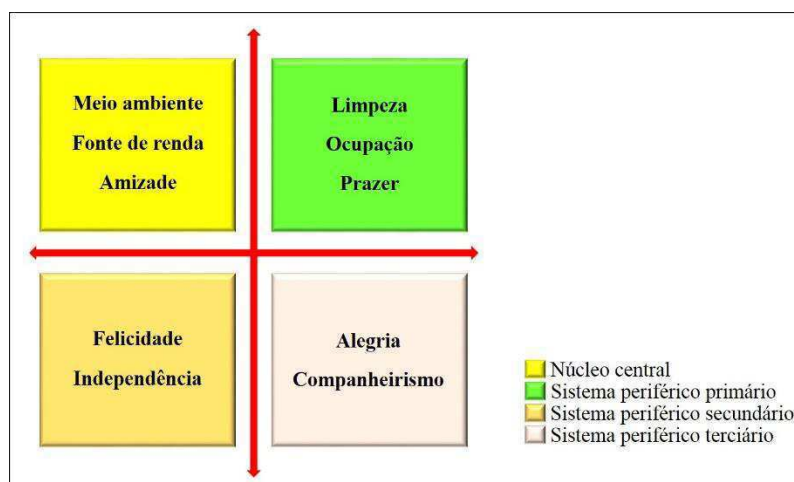 Meio ambiente
Fonte de renda
Amizade
Limpeza
Ocupação
Prazer
Felicidade
Independência
Alegria
Companheirismo
Núcleo central
Sistema periférico primário
Sistema periférico secundário
Sistema periférico terciário